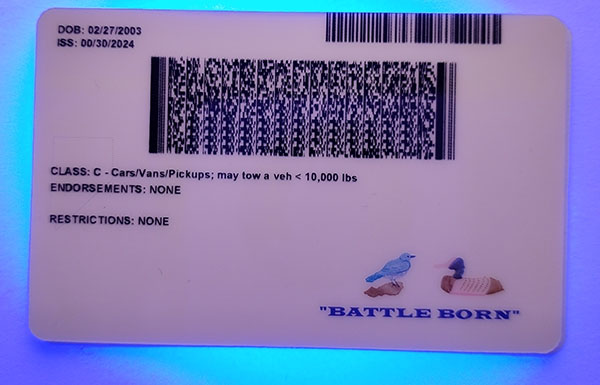 DOB: 02/27/2003
ISS: 00/30/2024
CLASS: C - Cars/Vans/Pickups; may tow a veh < 10,000 lbs
ENDORSEMENTS: NONE
RESTRICTIONS: NONE
"BATTLE BORN"